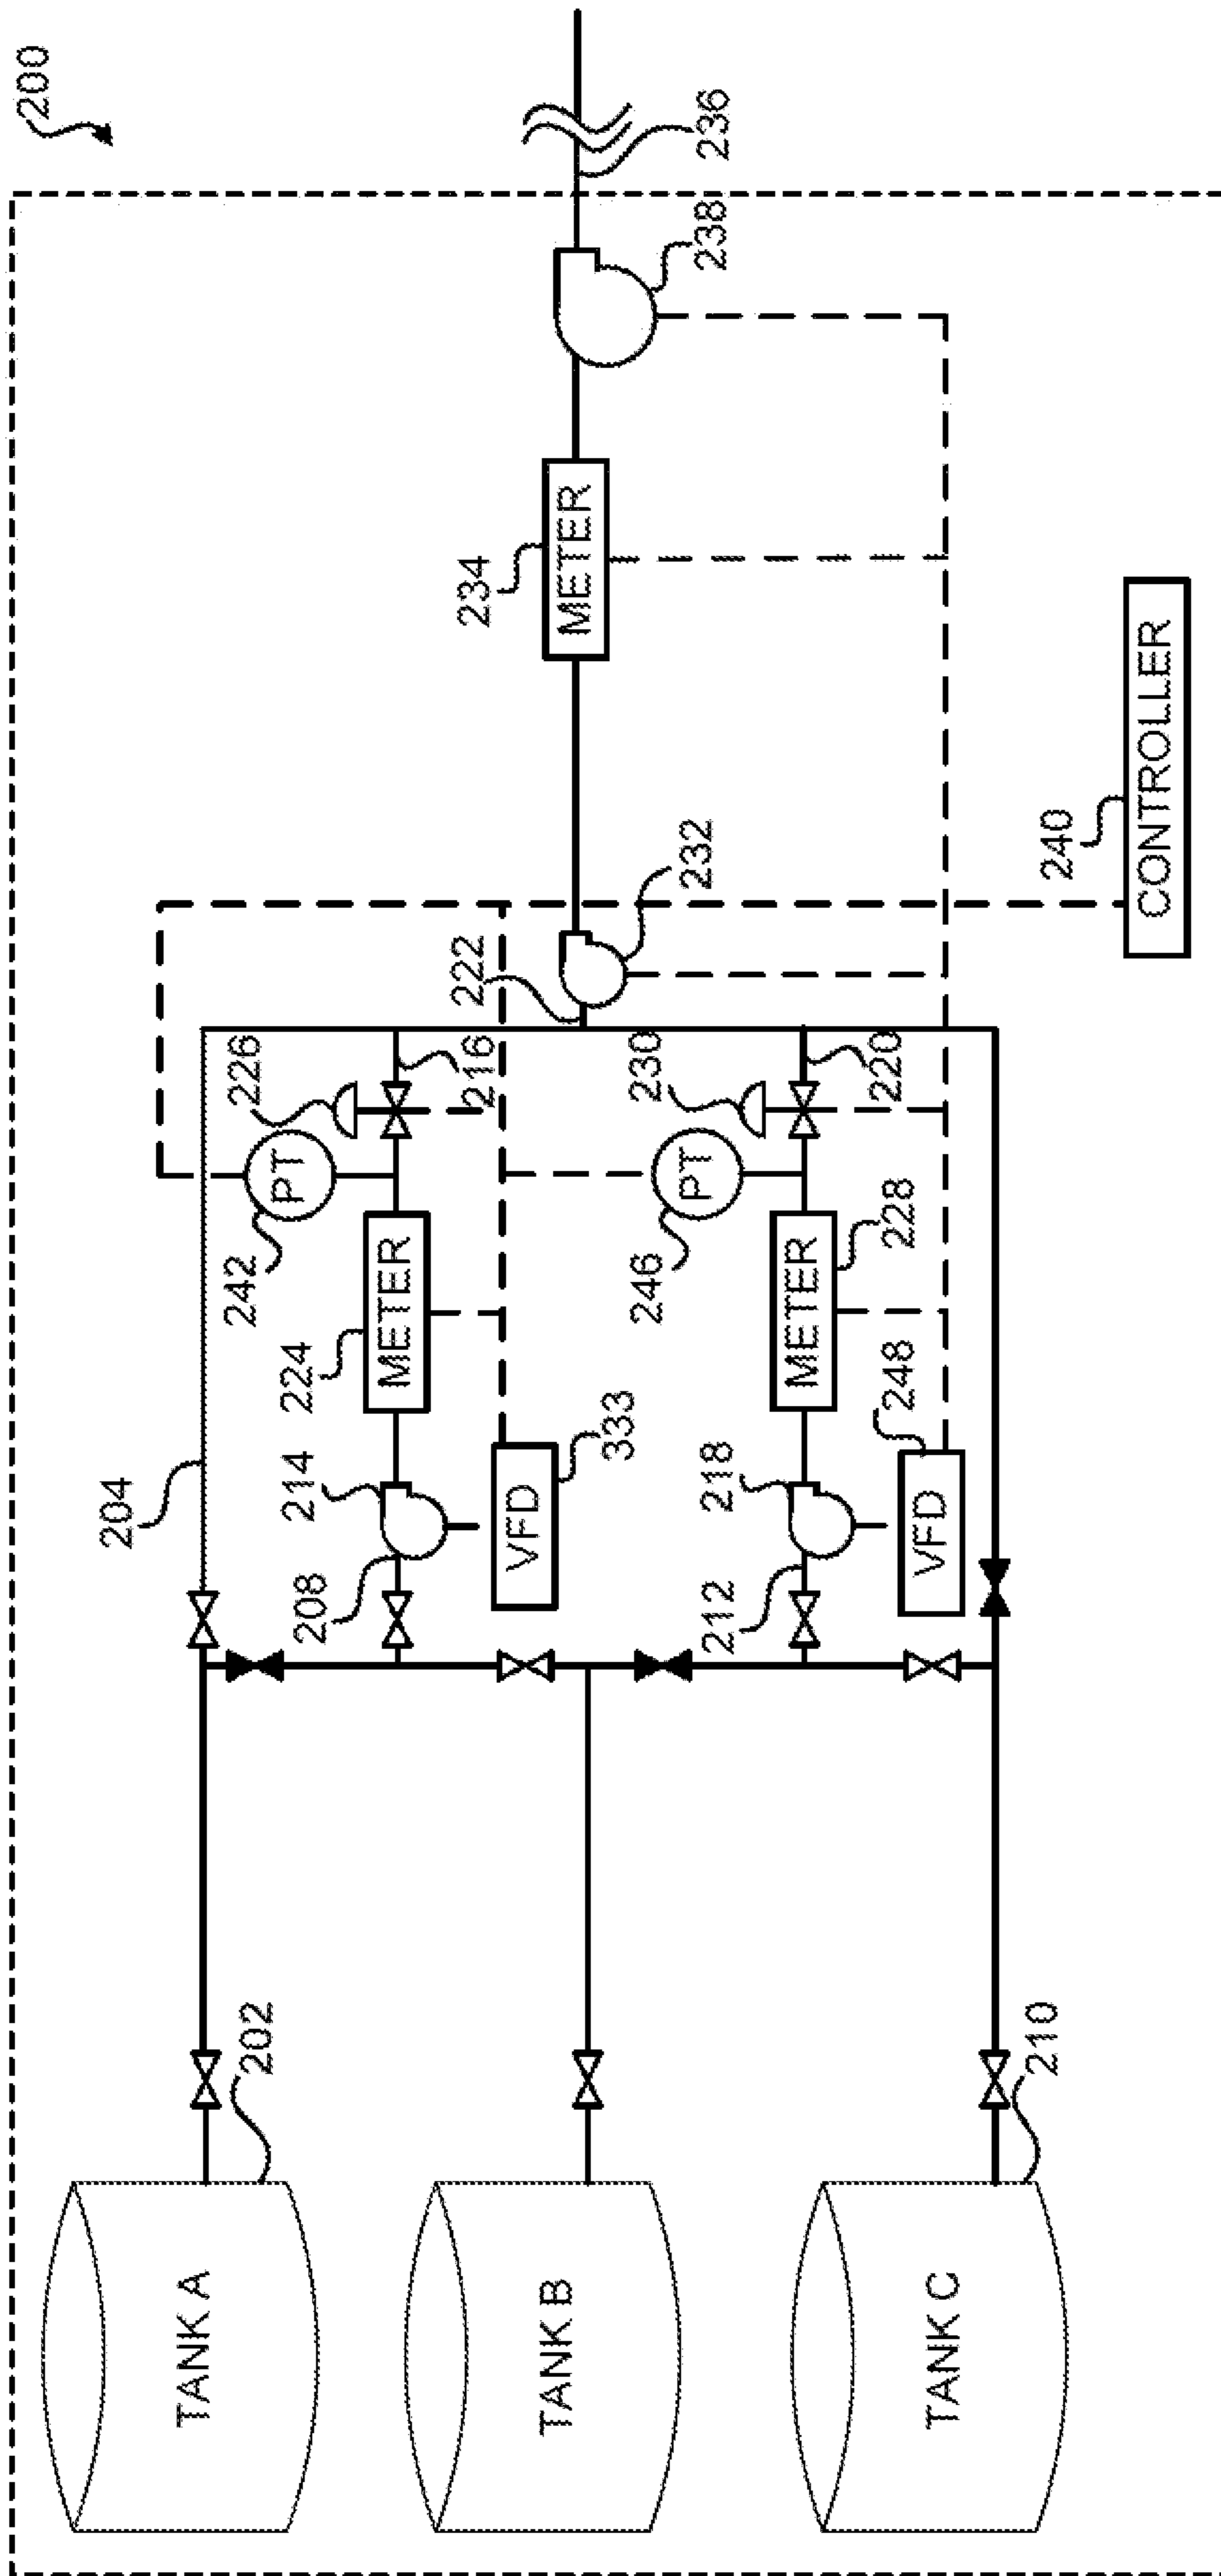 200
TANK A
202
204
TANK B
TANK C
210
208
214
224
METER
242
PT
226
216
VFD
333
212
218
METER
228
246
PT
230
220
VFD
248
222
232
234
METER
238
236
240
CONTROLLER